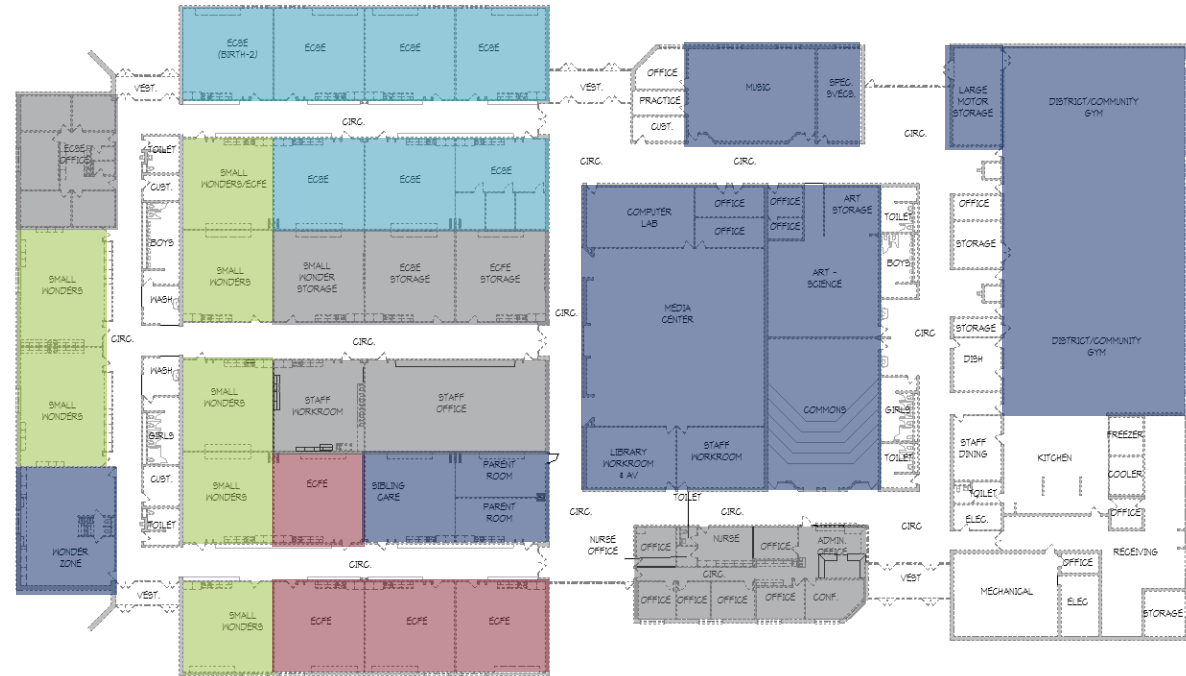 ECSE
(BIRTH-2)
ECSE
ECSE
ECSE
VEST.
VEST.
OFFICE
PRACTICE
CUST.
MUSIC
SPEC.
SVECS.
LARGE
MOTOR
STORAGE
DISTRICT/COMMUNITY
GYM
CIRC.
CIRC.
CIRC.
CIRC.
ECSE
OFFICE
TOILET
CUST.
BOYS
WASH
SMALL
WONDERS/ECFE
ECSE
ECSE
ECSE
SMALL
WONDERS
SMALL
WONDER
STORAGE
ECSE
STORAGE
ECFE
STORAGE
COMPUTER
LAB
OFFICE
OFFICE
OFFICE
OFFICE
ART
STORAGE
TOILET
BOYS
OFFICE
STORAGE
SMALL
WONDERS
MEDIA
CENTER
ART -
SCIENCE
CIRC.
CIRC.
CIRC.
CIRC
STORAGE
DISH
DISTRICT/COMMUNITY
GYM
WASH
GIRLS
CUST.
TOILET
SMALL
WONDERS
SMALL
WONDERS
STAFF
WORKROOM
STAFF
OFFICE
COMMONS
GIRLS
TOILET
STAFF
DINING
TOILET
ELEC.
KITCHEN
FREEZER
COOLER
OFFICE
SMALL
WONDERS
ECFE
SIBLING
CARE
PARENT
ROOM
PARENT
ROOM
LIBRARY
WORKROOM
& AV
STAFF
WORKROOM
TOILET
CIRC.
CIRC.
CIRC
WONDER
ZONE
NURSE
OFFICE
OFFICE
NURSE
OFFICE
ADMIN.
OFFICE
CIRC.
RECEIVING
CIRC.
VEST.
VEST
OFFICE
OFFICE
OFFICE
OFFICE
CONF.
MECHANICAL
OFFICE
ELEC
STORAGE
SMALL
WONDERS
ECFE
ECFE
ECFE